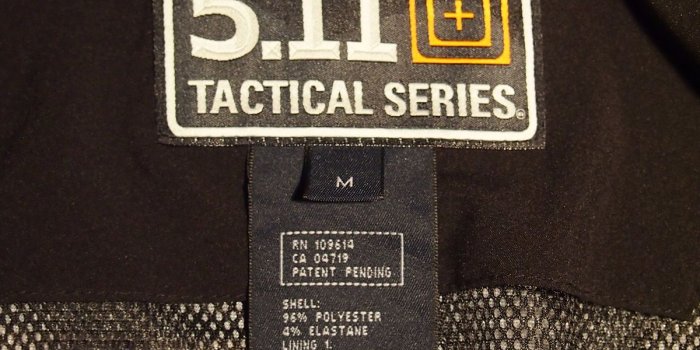 5.11
TACTICAL SERIES®
M
RN 109614
CA 04719
PATENT PENDING
SHELL:
96% POLYESTER
4% ELASTANE
LINING 1: